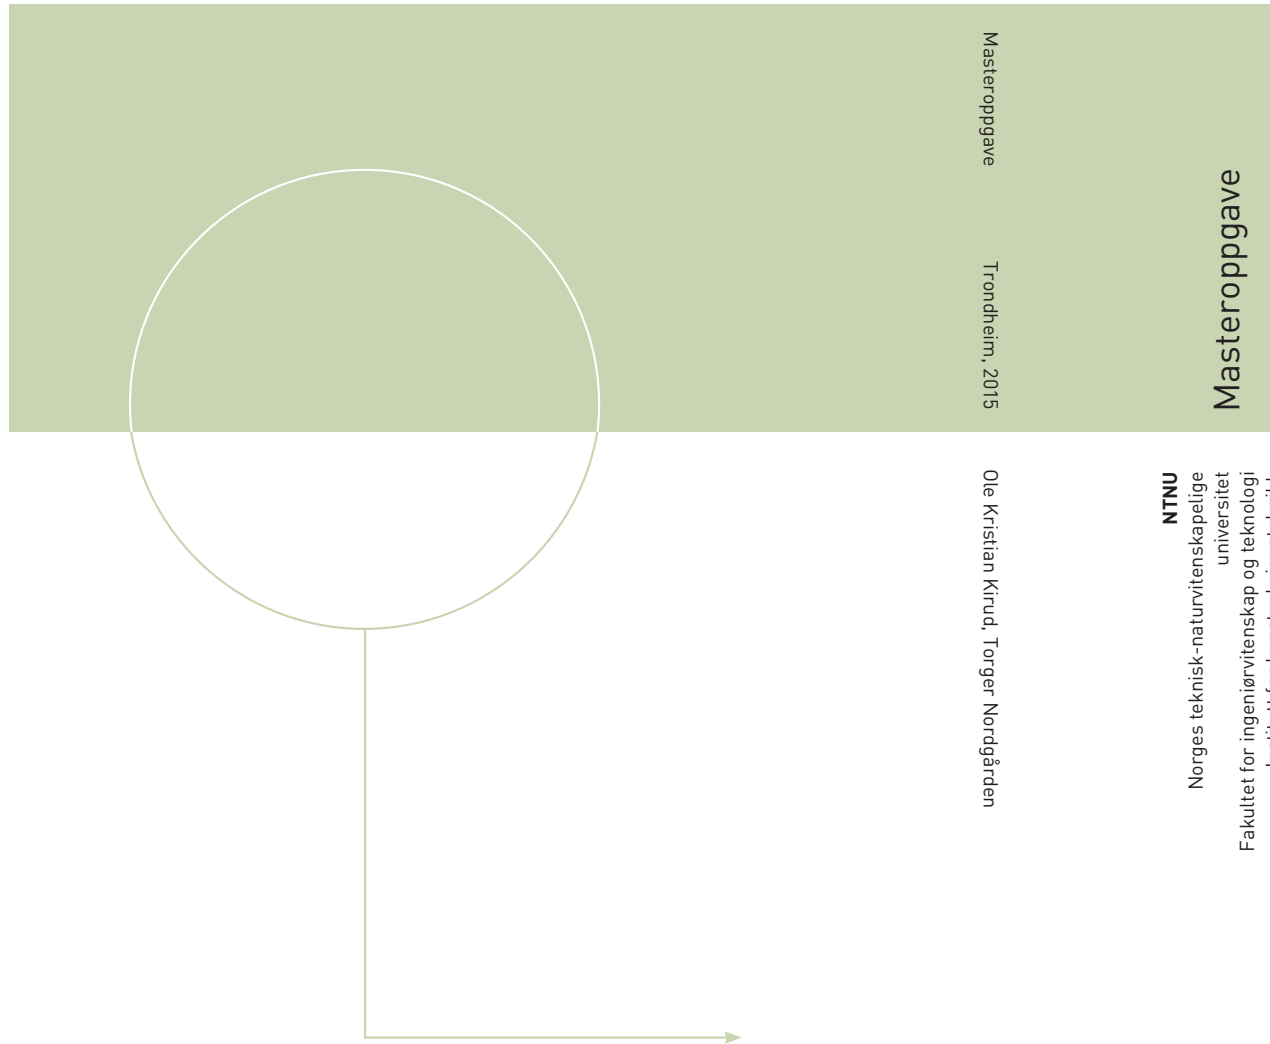 Masteroppgave
Trondheim, 2015
Ole Kristian Kirud, Torger Nordgården
Masteroppgave
NTNU
Norges teknisk-naturvitenskapelige
universitet
Fakultet for ingeniørvitenskap og teknologi